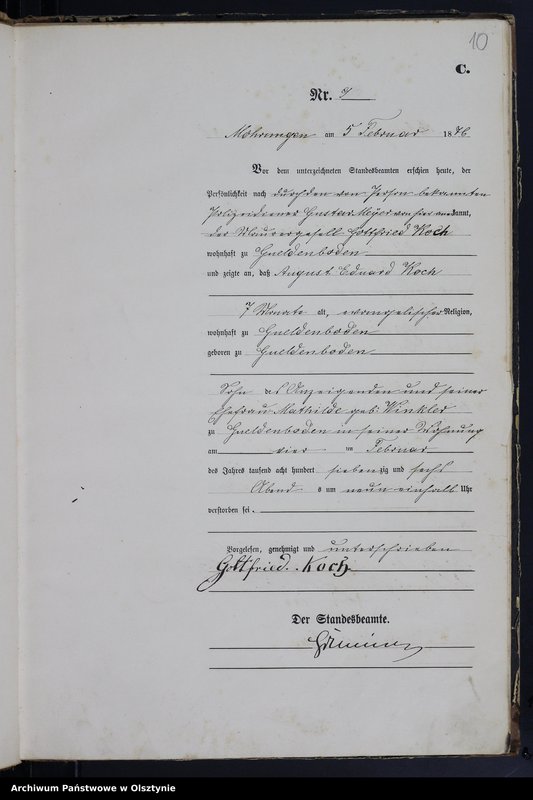 10
C.
Nr. 9
Mohrungen am 5 Februar 1876
Vor dem unterzeichneten Standesbeamten erschien heute, der
Persönlichkeit nach durch den von Person bekannten
Polizeidiener Gustav Meyer von hier anerkannt,
der Maurergesell Gottfried Koch
wohnhaft zu Gueldenboden
und zeigte an, daß August Eduard Koch
7 Monate alt, evangelischer Religion,
wohnhaft zu Gueldenboden
geboren zu Gueldenboden
Sohn des Anzeigenden und seiner
Ehefrau Mathilde geb. Winkler
zu Gueldenboden in seiner Wohnung
am vier ten Februar
des Jahres tausend acht hundert siebenzig und sechs
Abend s um neun einhalb Uhr
verstorben sei.
Vorgelesen, genehmigt und unterschrieben
Gottfried. Koch
Der Standesbeamte.
Archiwum Państwowe w Olsztynie